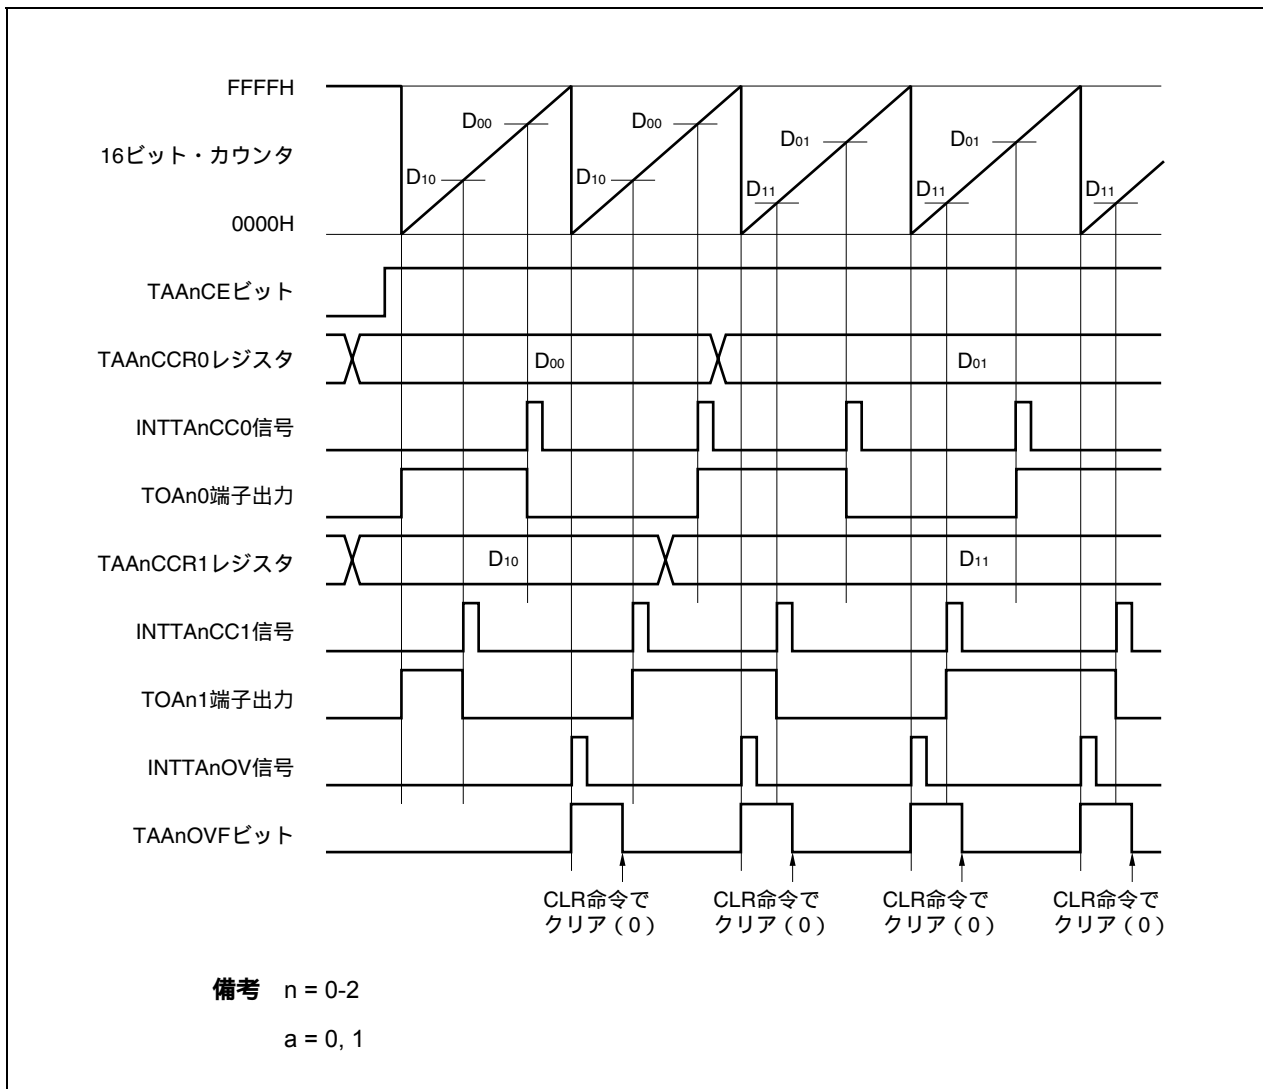 FFFFH
D00
D00
D01
D01
16ビット・カウンタ
D10
D10
D11
D11
D11
0000H
TAAnCEビット
TAAnCCR0レジスタ
D00
D01
INTTAnCC0信号
TOAn0端子出力
TAAnCCR1レジスタ
D10
D11
INTTAnCC1信号
TOAn1端子出力
INTTAnOV信号
TAAnOVFビット
CLR命令で
クリア（0）
CLR命令で
クリア（0）
CLR命令で
クリア（0）
CLR命令で
クリア（0）
備考 n = 0-2
a = 0, 1